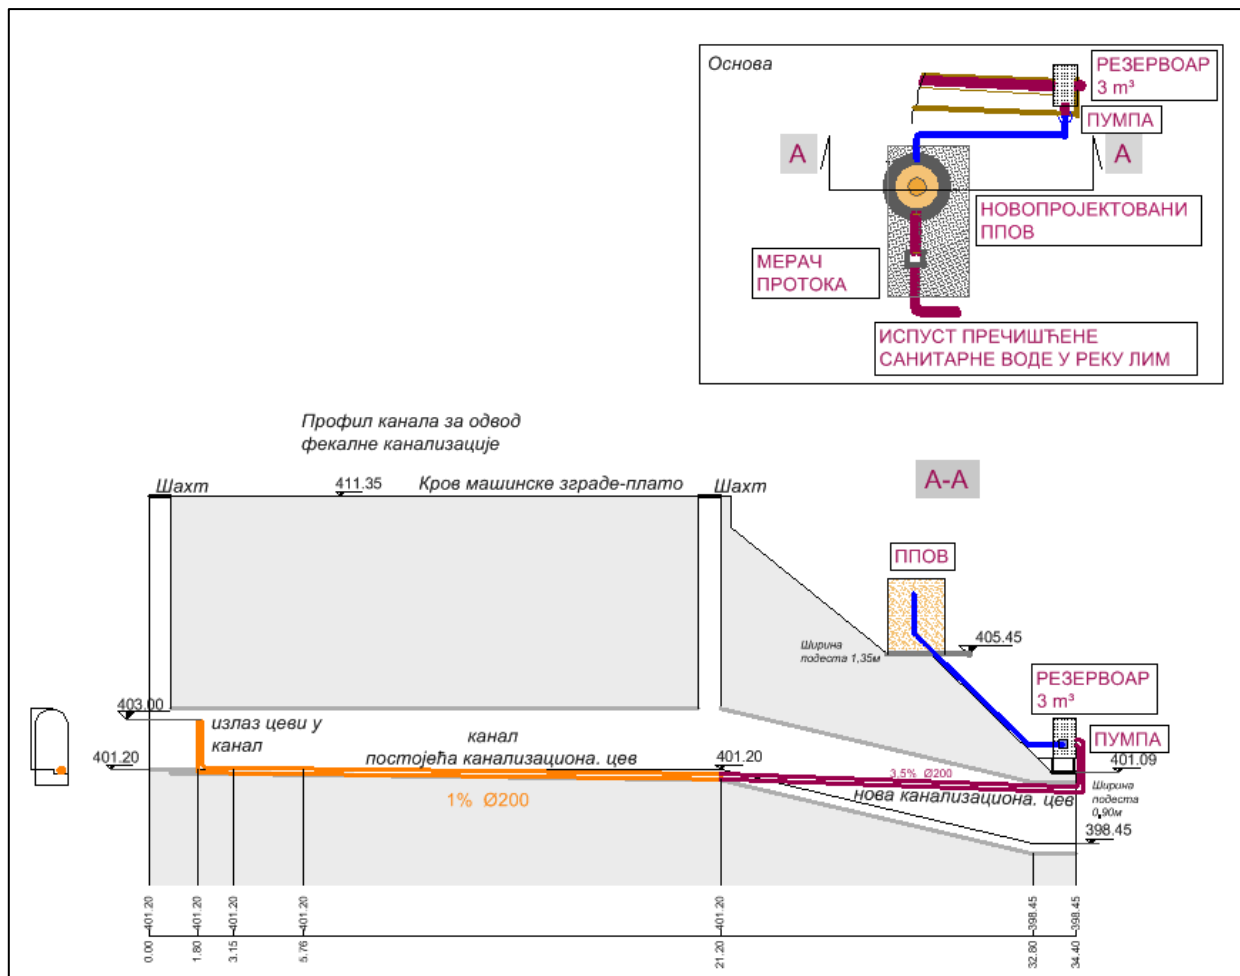 Основа
РЕЗЕРВОАР
3 m³
ПУМПА
А
А
НОВОПРОЈЕКТОВАНИ
ППОВ
МЕРАЧ
ПРОТОКА
ИСПУСТ ПРЕЧИШЋЕНЕ
САНИТАРНЕ ВОДЕ У РЕКУ ЛИМ
Профил канала за одвод
фекалне канализације
А-А
Шахт
411.35
Кров машинске зграде-плато
Шахт
ППОВ
Ширина
подеста 1,35м
405.45
РЕЗЕРВОАР
3 m³
ПУМПА
403.00
излаз цеви у
канал
канал
постојећа канализациона. цев
401.20
401.20
401.09
3.5% Ø200
нова канализациона. цев
Ширина
подеста
0,90м
1% Ø200
398.45
401.20
401.20
401.20
401.20
401.20
398.45
398.45
0.00
1.80
3.15
5.76
21.20
32.80
34.40